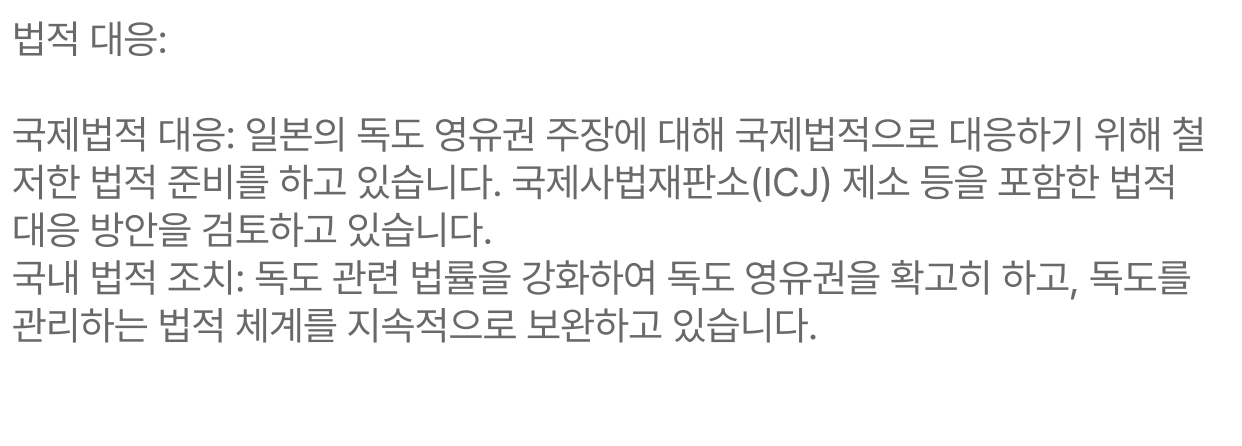 법적 대응:
국제법적 대응: 일본의 독도 영유권 주장에 대해 국제법적으로 대응하기 위해 철
저한 법적 준비를 하고 있습니다. 국제사법재판소(ICJ) 제소 등을 포함한 법적
대응 방안을 검토하고 있습니다.
국내 법적 조치: 독도 관련 법률을 강화하여 독도 영유권을 확고히 하고, 독도를
관리하는 법적 체계를 지속적으로 보완하고 있습니다.